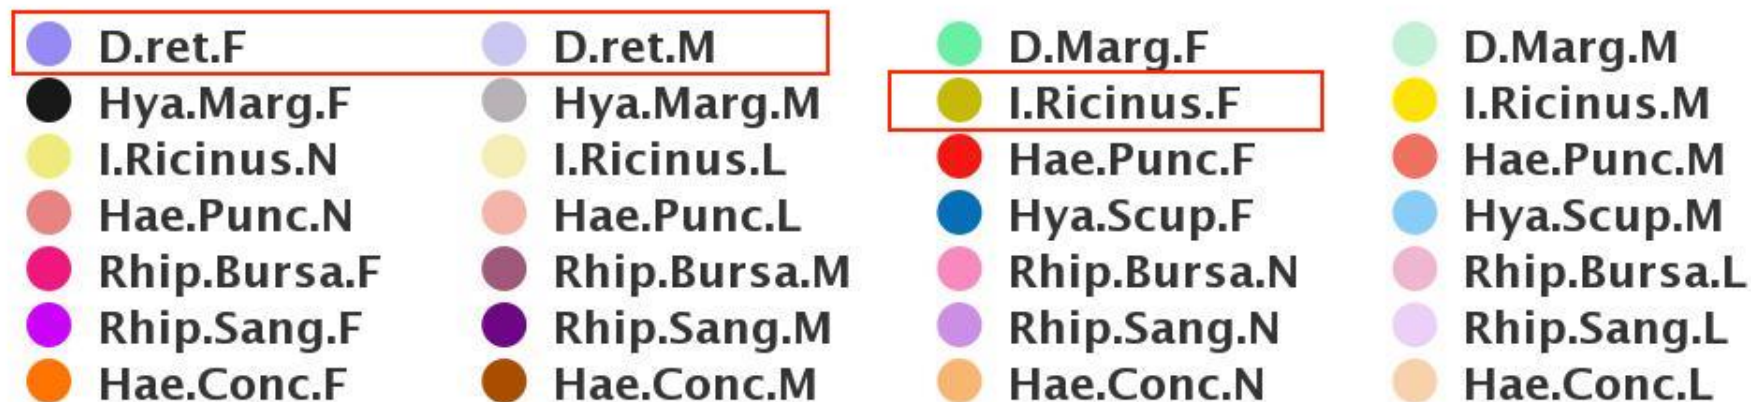 D.ret.F D.ret.M D.Marg.F D.Marg.M
Hya.Marg.F Hya.Marg.M I.Ricinus.F I.Ricinus.M
I.Ricinus.N I.Ricinus.L Hae.Punc.F Hae.Punc.M
Hae.Punc.N Hae.Punc.L Hya.Scup.F Hya.Scup.M
Rhip.Bursa.F Rhip.Bursa.M Rhip.Bursa.N Rhip.Bursa.L
Rhip.Sang.F Rhip.Sang.M Rhip.Sang.N Rhip.Sang.L
Hae.Conc.F Hae.Conc.M Hae.Conc.N Hae.Conc.L